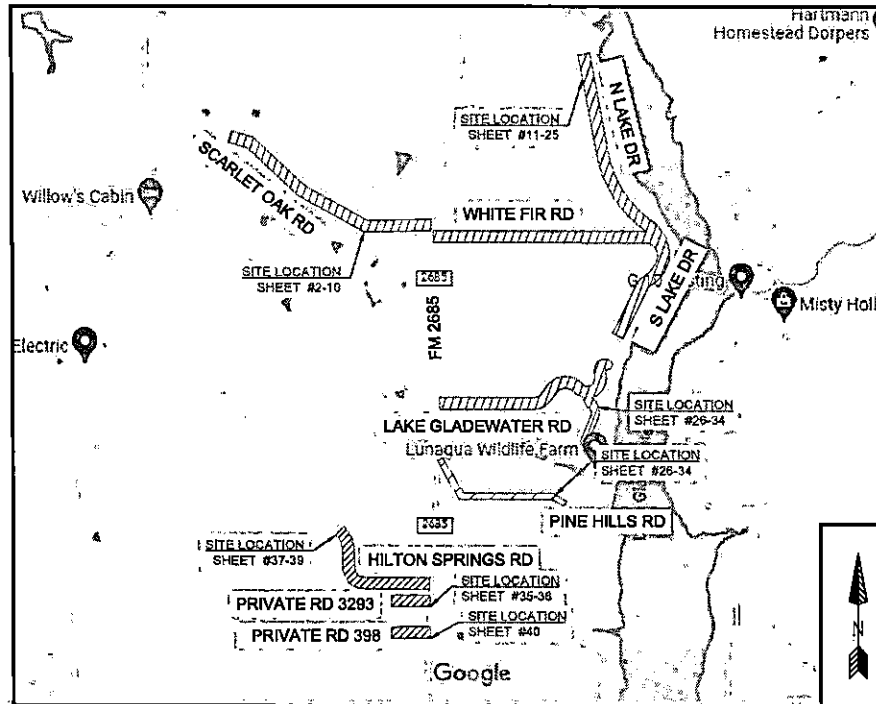 Hartmann
Homestead Dorpers
SITE LOCATION
SHEET #11-25
N LAKE DR
SCARLET OAK RD
Willow's Cabin
WHITE FIR RD
SITE LOCATION
SHEET #2-10
2685
S LAKE DR
sting
Misty Holl
FM 2685
Electric
SITE LOCATION
SHEET #26-34
LAKE GLADEWATER RD
Lunaqua Wildlife Farm
SITE LOCATION
SHEET #26-34
PINE HILLS RD
2685
SITE LOCATION
SHEET #37-39
HILTON SPRINGS RD
SITE LOCATION
SHEET #35-36
PRIVATE RD 3293
SITE LOCATION
SHEET #40
PRIVATE RD 398
Google
N